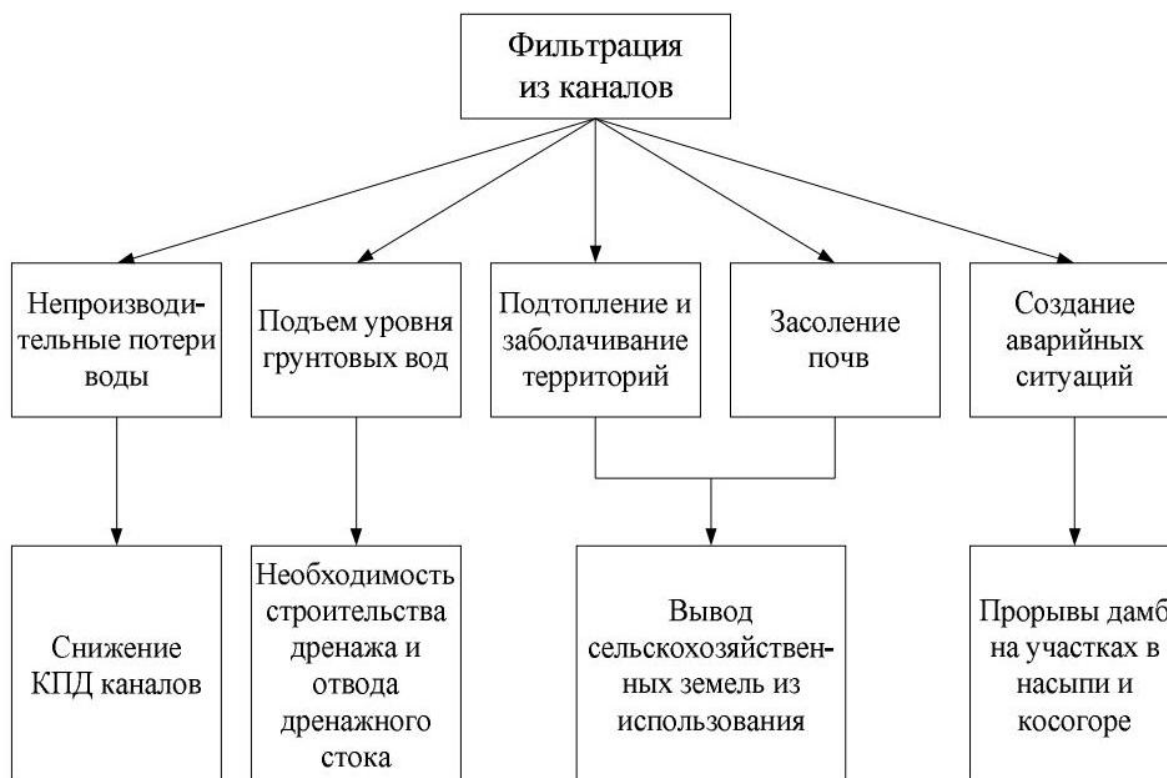 Фильтрация
из каналов
Непроизводи-
тельные потери
воды
Подъем уровня
грунтовых вод
Подтопление и
заболачивание
территорий
Засоление
почв
Создание
аварийных
ситуаций
Снижение
КПД каналов
Необходимость
строительства
дренажа и
отвода
дренажного
стока
Вывод
сельскохозяйствен-
ных земель из
использования
Прорывы дамб
на участках в
насыпи и
косогоре